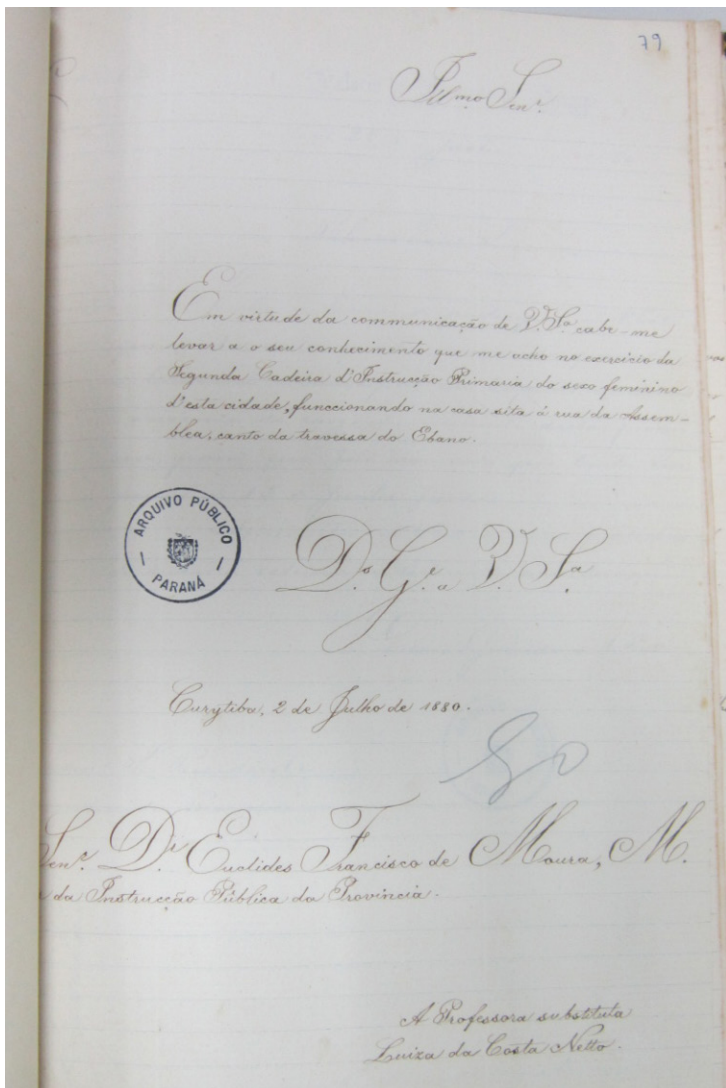 79
Illmo Senr.
Em virtude da communicação de V. Sa. cabe-me
levar a o seu conhecimento que me acho no exercicio da
Segunda Cadeira d'Instrucção Primaria do sexo feminino
d'esta cidade, funccionando na casa sita á rua da Assem-
blea, canto da travessa do Ebano.
ARQUIVO PÚBLICO
PARANÁ
Ds. Ge. a V. Sa.
Curytiba, 2 de Julho de 1880.
Senr. Dr. Euclides Francisco de Moura, M.
da Instrucção Pública da Provincia.
A Professora substituta
Luiza da Costa Netto.